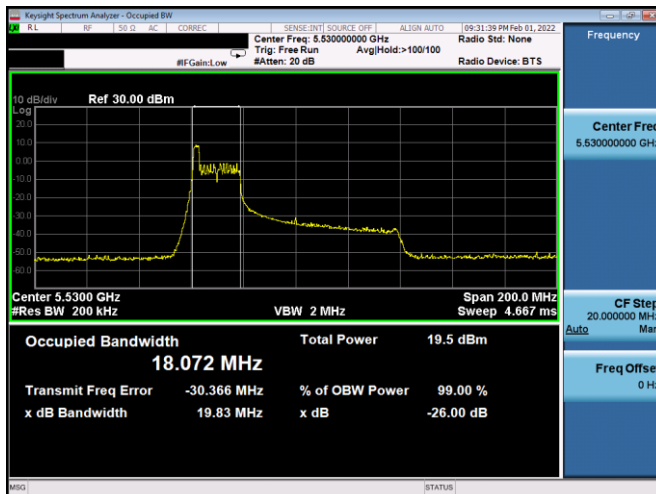 Keysight Spectrum Analyzer - Occupied BW
RL RF 50 Ω AC CORREC SENSE:INT SOURCE OFF ALIGN AUTO 09:31:39 PM Feb 01, 2022
Center Freq: 5.530000000 GHz Radio Std: None
Trig: Free Run Avg|Hold:>100/100
#IFGain:Low #Atten: 20 dB Radio Device: BTS
10 dB/div Ref 30.00 dBm
Log
20.0
10.0
0.00
-10.0
-20.0
-30.0
-40.0
-50.0
-60.0
Center 5.5300 GHz Span 200.0 MHz
#Res BW 200 kHz VBW 2 MHz Sweep 4.667 ms
Occupied Bandwidth Total Power 19.5 dBm
18.072 MHz
Transmit Freq Error -30.366 MHz % of OBW Power 99.00 %
x dB Bandwidth 19.83 MHz x dB -26.00 dB
MSG STATUS
Frequency
Center Freq
5.530000000 GHz
CF Step
20.000000 MHz
Auto Man
Freq Offset
0 Hz